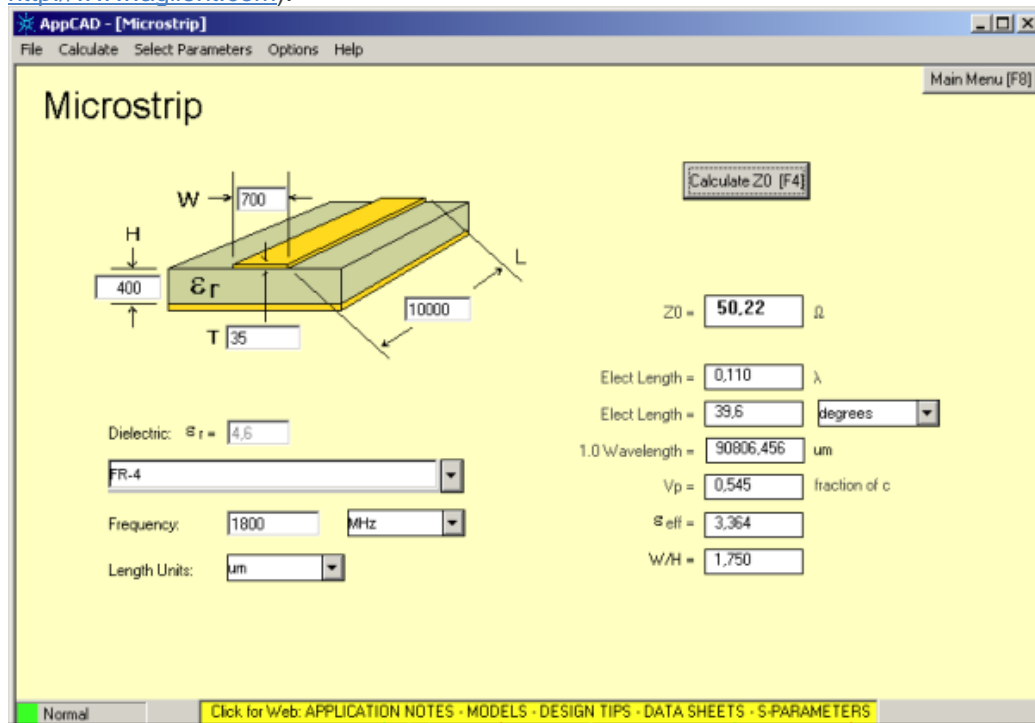 AppCAD - [Microstrip]
File Calculate Select Parameters Options Help
Main Menu [F8]
Microstrip
Calculate Z0 [F4]
W 700
H
400
εr
L
10000
T 35
Z0 = 50,22 Ω
Elect Length = 0,110 λ
Elect Length = 39,6 degrees
1.0 Wavelength = 90806,456 um
Vp = 0,545 fraction of c
εeff = 3,364
W/H = 1,750
Dielectric: εr = 4,6
FR-4
Frequency: 1800 MHz
Length Units: um
Normal
Click for Web: APPLICATION NOTES - MODELS - DESIGN TIPS - DATA SHEETS - S-PARAMETERS